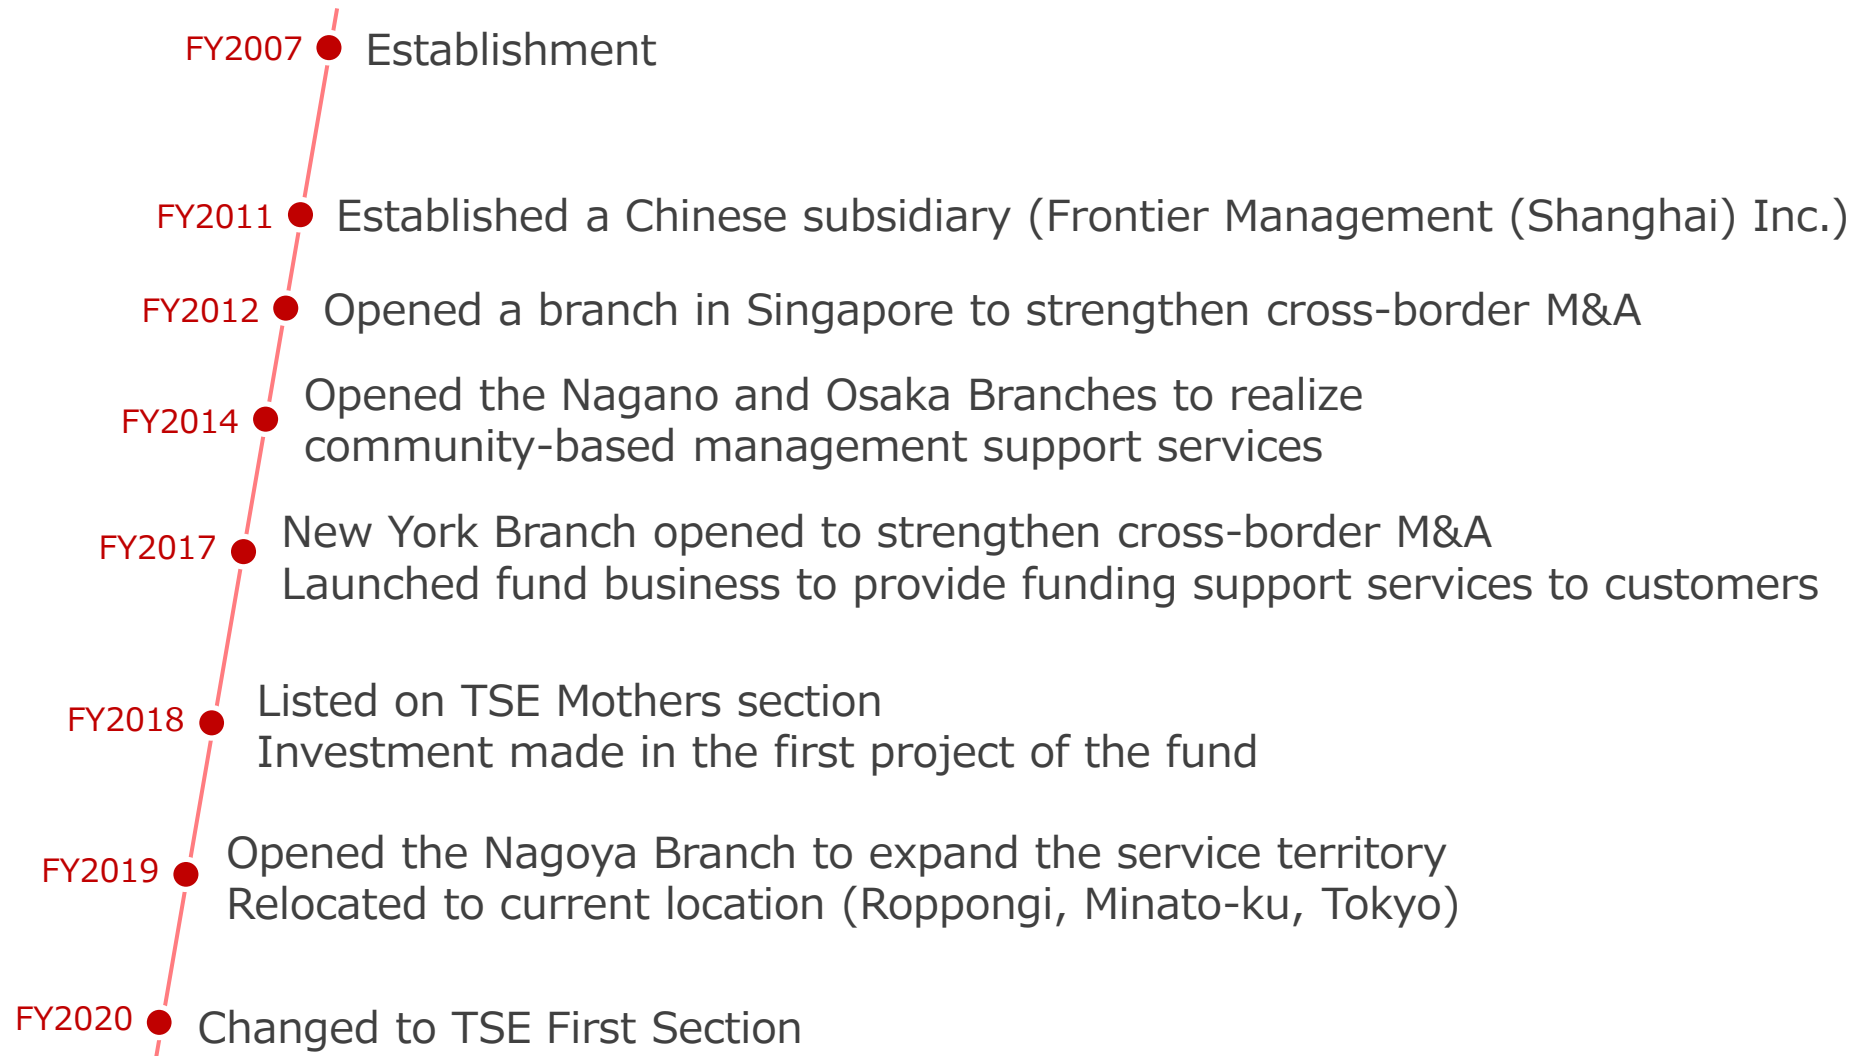 FY2007 Establishment
FY2011 Established a Chinese subsidiary (Frontier Management (Shanghai) Inc.)
FY2012 Opened a branch in Singapore to strengthen cross-border M&A
FY2014 Opened the Nagano and Osaka Branches to realize
community-based management support services
FY2017 New York Branch opened to strengthen cross-border M&A
Launched fund business to provide funding support services to customers
FY2018 Listed on TSE Mothers section
Investment made in the first project of the fund
FY2019 Opened the Nagoya Branch to expand the service territory
Relocated to current location (Roppongi, Minato-ku, Tokyo)
FY2020 Changed to TSE First Section